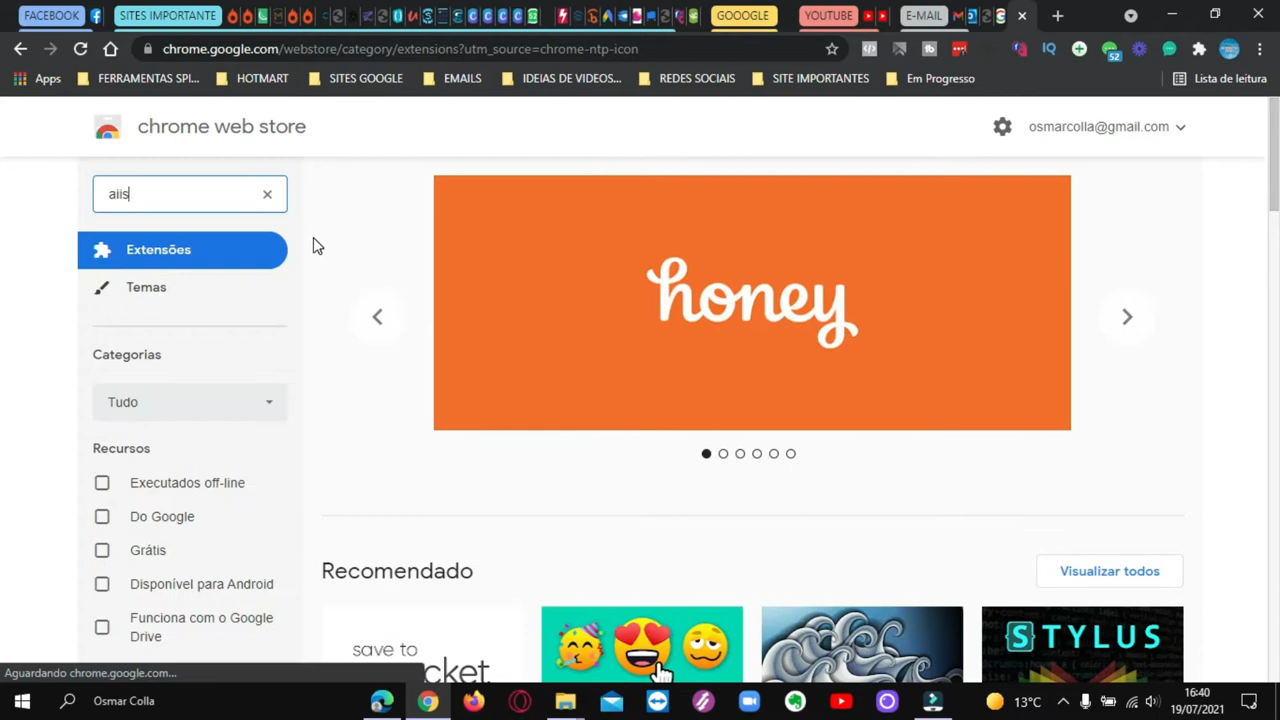 FACEBOOK
SITES IMPORTANTE
GOOOGLE
YOUTUBE
E-MAIL
chrome.google.com/webstore/category/extensions?utm_source=chrome-ntp-icon
52
Apps
FERRAMENTAS SPI...
HOTMART
SITES GOOGLE
EMAILS
IDEIAS DE VIDEOS...
REDES SOCIAIS
SITE IMPORTANTES
Em Progresso
Lista de leitura
chrome web store
osmarcolla@gmail.com
aiis
Extensões
Temas
Categorias
Tudo
Recursos
Executados off-line
Do Google
Grátis
Disponível para Android
Funciona com o Google
Drive
honey
Recomendado
Visualizar todos
save to
STYLUS
Aguardando chrome.google.com...
Osmar Colla
13°C
16:40
19/07/2021